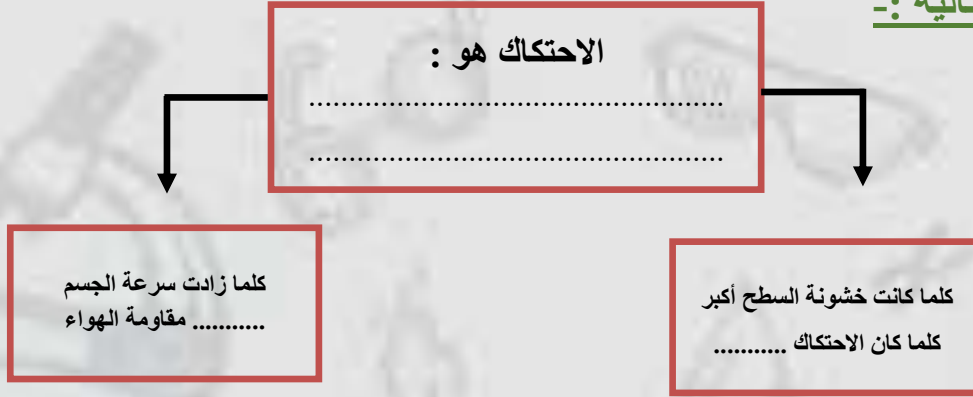 الاحتكاك هو :
......................................................
......................................................
كلما كانت خشونة السطح أكبر
كلما كان الاحتكاك ...........
كلما زادت سرعة الجسم
........... مقاومة الهواء